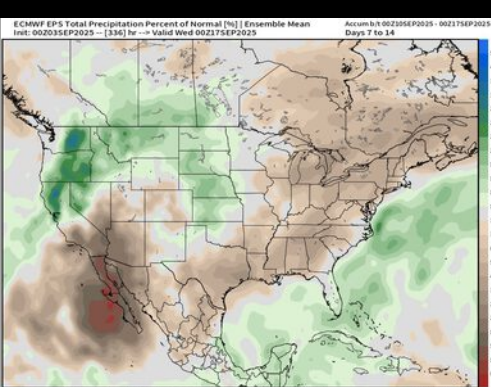 ECMWF EPS Total Precipitation Percent of Normal [%] | Ensemble Mean
Init: 00Z03SEP2025 -- [336] hr --> Valid Wed 00Z17SEP2025
Accum b/t 00Z10SEP2025 - 00Z17SEP2025
Days 7 to 14